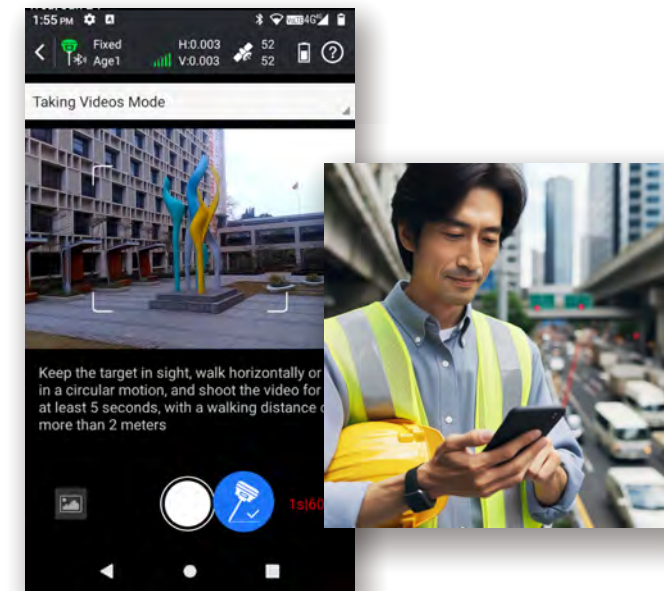 1:55 PM
4G
Fixed
H:0.003
52
Age1
V:0.003
52
Taking Videos Mode
Keep the target in sight, walk horizontally or
in a circular motion, and shoot the video for
at least 5 seconds, with a walking distance
more than 2 meters
1s|60